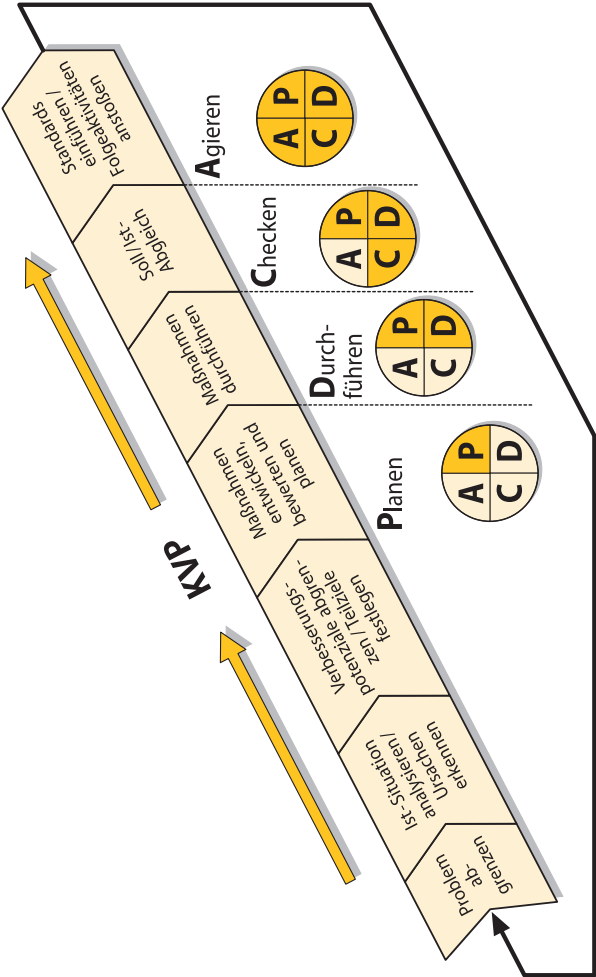 KVP
Problem
ab-
grenzen
Ist-Situation
analysieren/
Ursachen
erkennen
Verbesserungs-
potenziale abgren-
zen/Teilziele
festlegen
Maßnahmen
entwickeln,
bewerten und
planen
Maßnahmen
durchführen
Soll/Ist-
Abgleich
Standards
einführen/
Folgeaktivitäten
anstoßen
Planen
A P
C D
Durch-
führen
A P
C D
Checken
A P
C D
Agieren
A P
C D